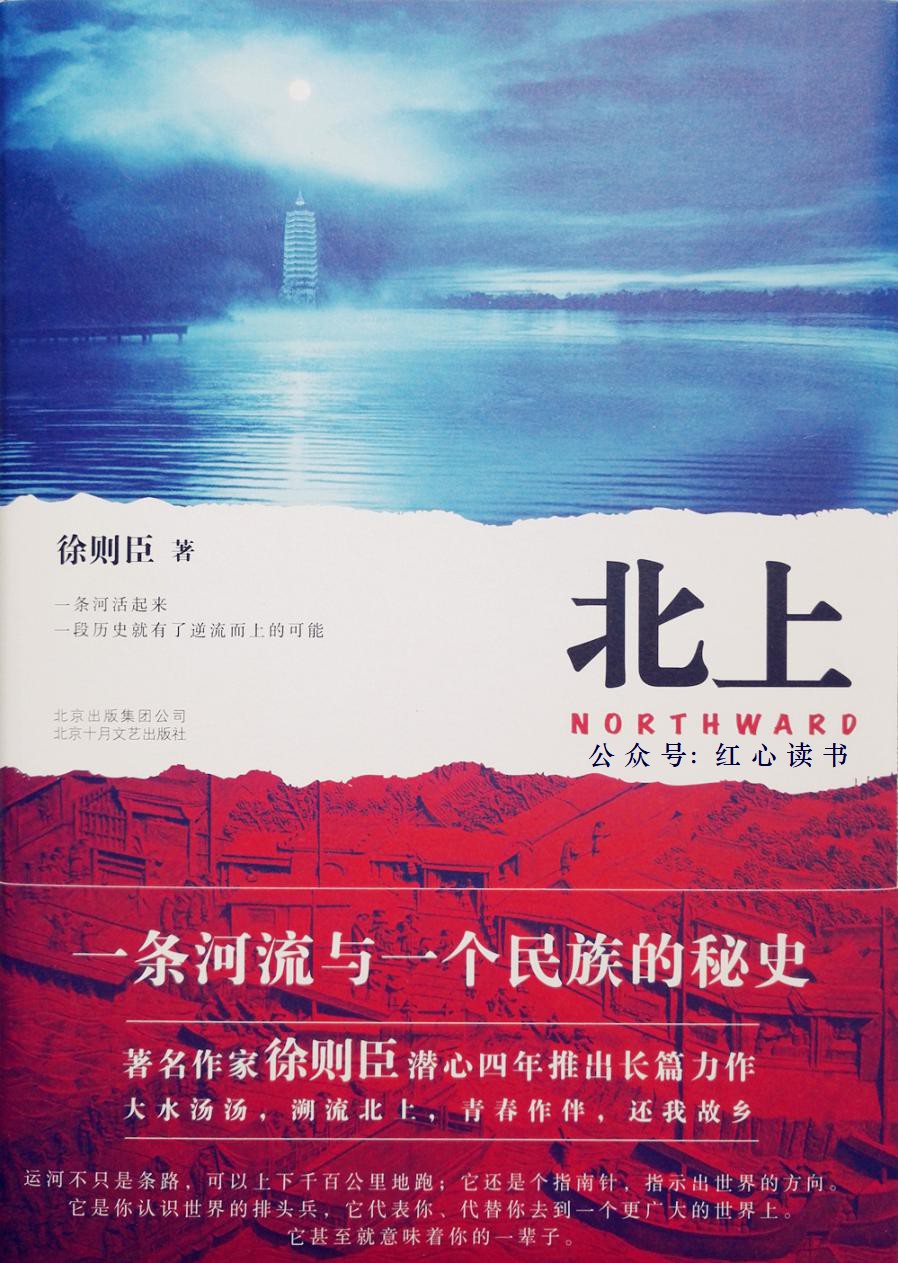 徐则臣 著
一条河活起来
一段历史就有了逆流而上的可能
北上
NORTHWARD
北京出版集团公司
北京十月文艺出版社
公众号: 红心读书
一条河流与一个民族的秘史
著名作家徐则臣潜心四年推出长篇力作
大水汤汤，溯流北上，青春作伴，还我故乡
运河不只是条路，可以上下千百公里地跑；它还是个指南针，指示出世界的方向。
它是你认识世界的排头兵，它代表你、代替你去到一个更广大的世界上。
它甚至就意味着你的一辈子。